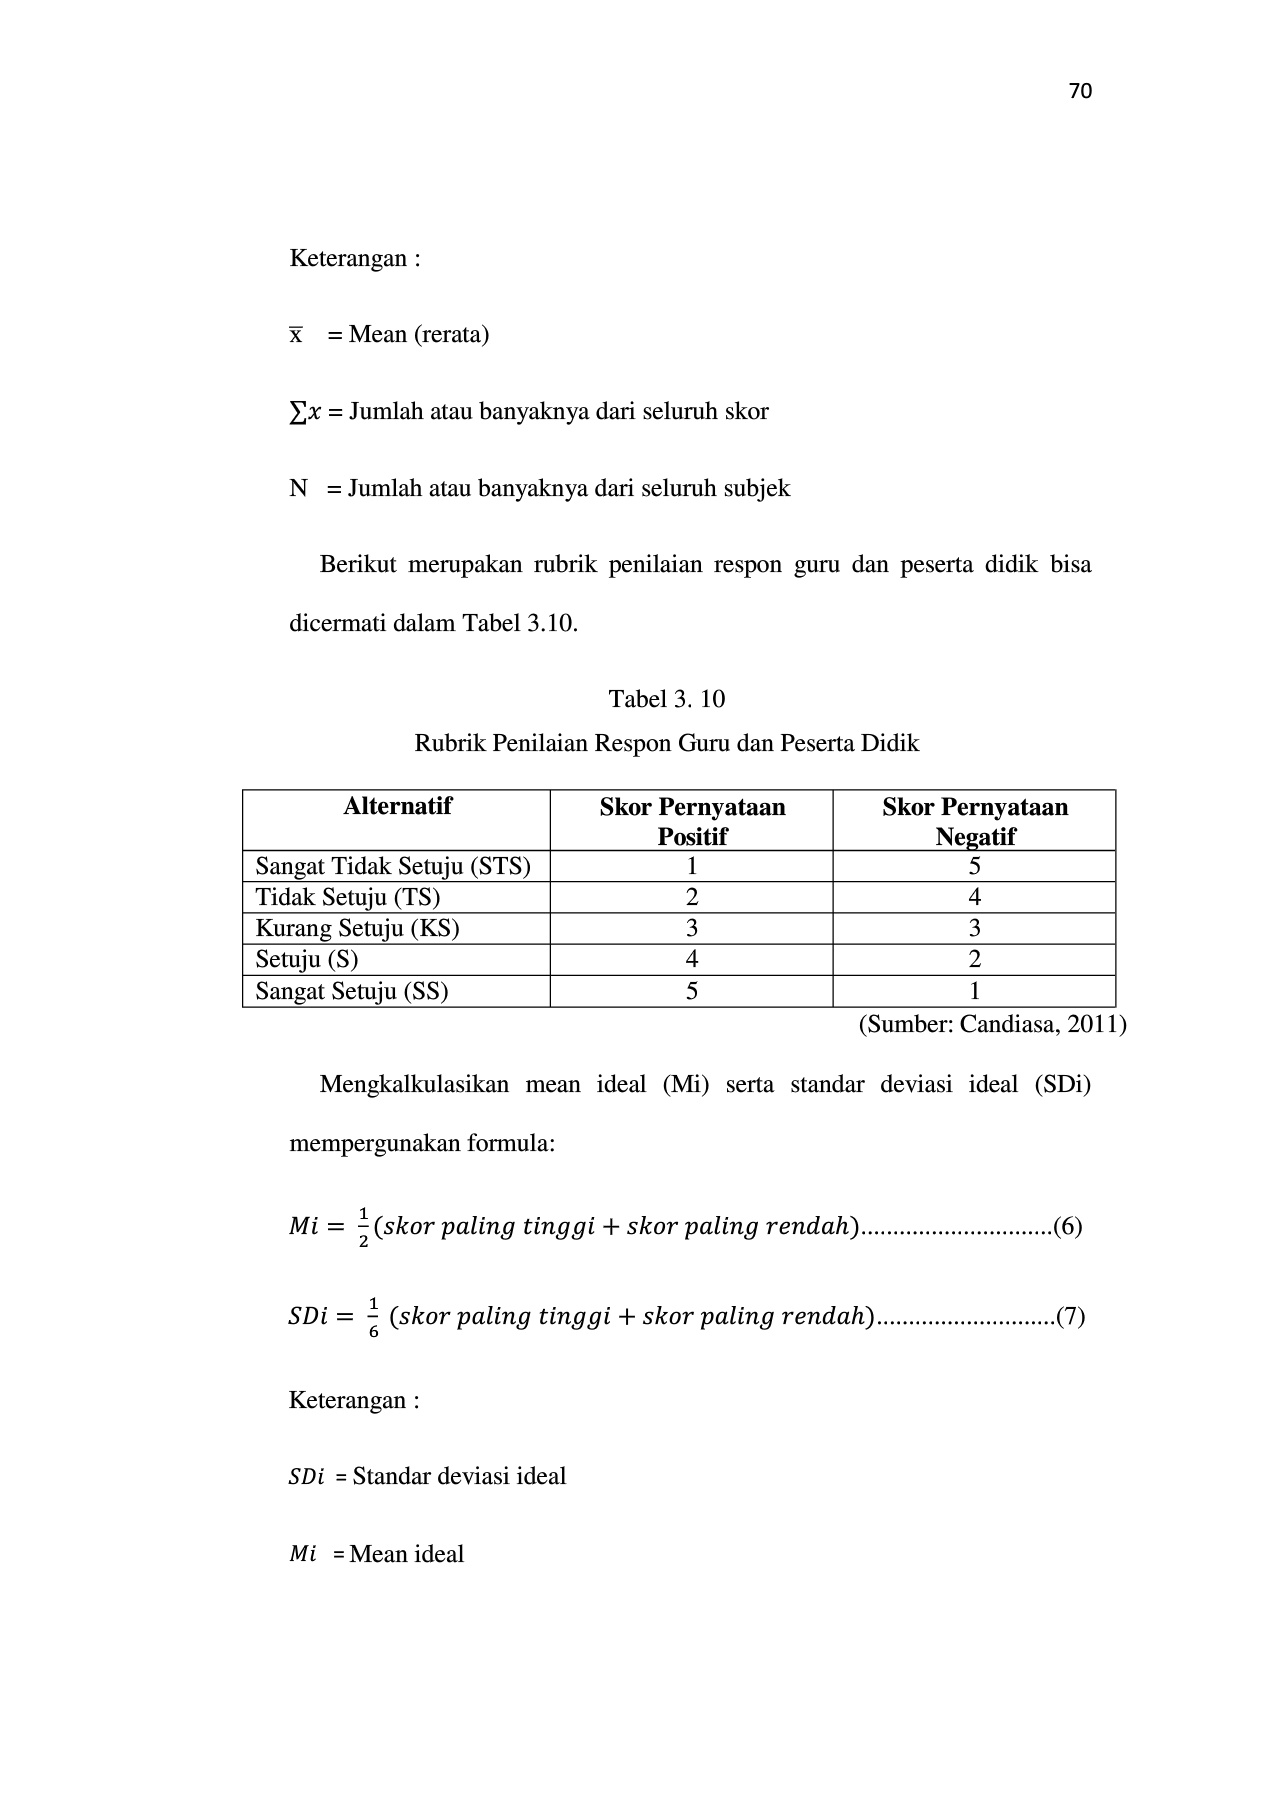 70
Keterangan :
x̅ = Mean (rerata)
∑x = Jumlah atau banyaknya dari seluruh skor
N = Jumlah atau banyaknya dari seluruh subjek
Berikut merupakan rubrik penilaian respon guru dan peserta didik bisa
dicermati dalam Tabel 3.10.
Tabel 3. 10
Rubrik Penilaian Respon Guru dan Peserta Didik
Alternatif Skor Pernyataan Positif Skor Pernyataan Negatif
Sangat Tidak Setuju (STS) 1 5
Tidak Setuju (TS) 2 4
Kurang Setuju (KS) 3 3
Setuju (S) 4 2
Sangat Setuju (SS) 5 1
(Sumber: Candiasa, 2011)
Mengkalkulasikan mean ideal (Mi) serta standar deviasi ideal (SDi)
mempergunakan formula:
Mi = 1/2 (skor paling tinggi + skor paling rendah)..............................(6)
SDi = 1/6 (skor paling tinggi + skor paling rendah)............................(7)
Keterangan :
SDi = Standar deviasi ideal
Mi = Mean ideal